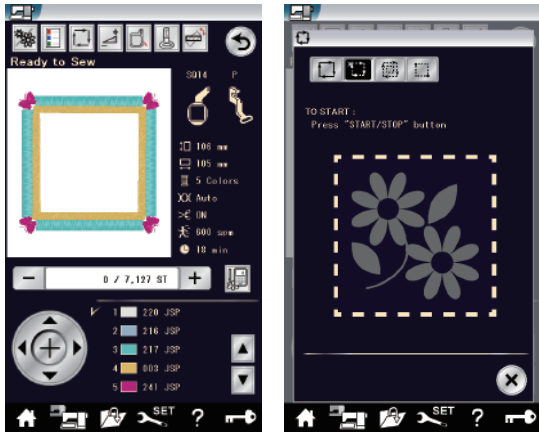 Ready to Sew
SQ14 P
106 mm
105 mm
5 Colors
Auto
ON
600 spm
18 min
0 / 7,127 ST
1 220 JSP
2 216 JSP
3 217 JSP
4 003 JSP
5 241 JSP
SET
?
TO START :
Press "START/STOP" button
SET
?